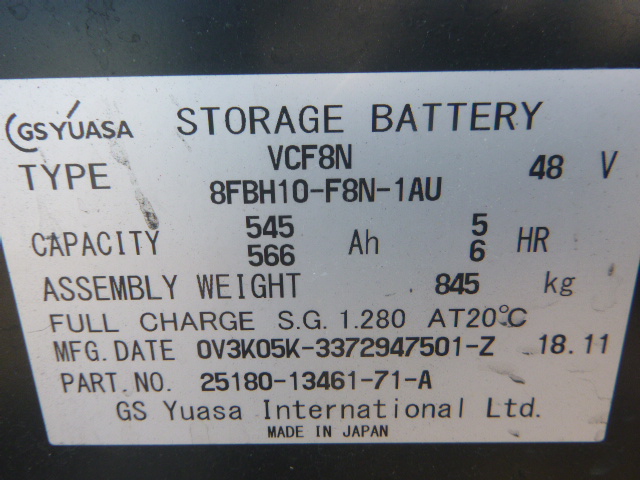 GS YUASA STORAGE BATTERY
TYPE VCF8N 48 V
8FBH10-F8N-1AU
CAPACITY 545 Ah 5 HR
566 6
ASSEMBLY WEIGHT 845 kg
FULL CHARGE S.G. 1.280 AT20℃
MFG. DATE 0V3K05K-3372947501-Z 18.11
PART.NO. 25180-13461-71-A
GS Yuasa International Ltd.
MADE IN JAPAN